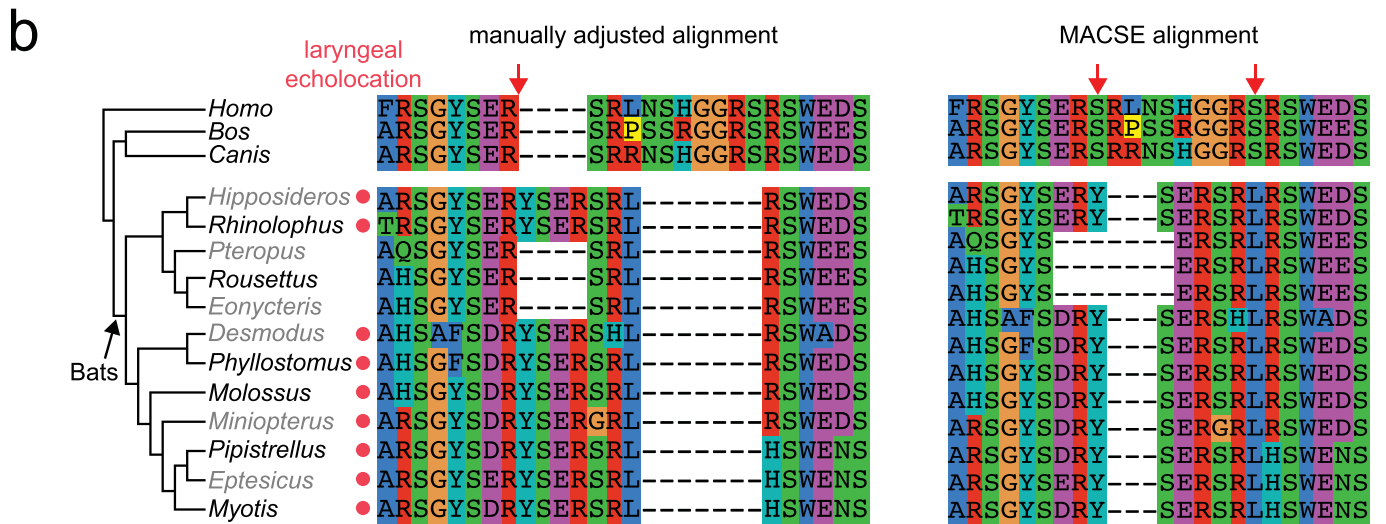 b
laryngeal echolocation
manually adjusted alignment
MACSE alignment
Homo FRSGYSER----SRLNSHGGRSRSWEDS FRSGYSERSRLNSHGGRSRSWEDS
Bos ARSGYSER----SRPSSRGGRSRSWEES ARSGYSERSRPSSRGGRSRSWEES
Canis ARSGYSER----SRRNSHGGRSRSWEDS ARSGYSERSRRNSHGGRSRSWEDS
Hipposideros ARSGYSERYSERSRL-------RSWEDS ARSGYSERY---SERSRLRSWEDS
Rhinolophus TRSGYSERYSERSRL-------RSWEDS TRSGYSERY---SERSRLRSWEDS
Pteropus AQSGYSER----SRL-------RSWEES AQSGYS-------ERSRLRSWEES
Rousettus AHSGYSER----SRL-------RSWEES AHSGYS-------ERSRLRSWEES
Eonycteris AHSGYSER----SRL-------RSWEES AHSGYS-------ERSRLRSWEES
Desmodus AHSAFSDRYSERSHL-------RSWADS AHSAFSDRY---SERSHLRSWADS
Phyllostomus AHSGFSDRYSERSRL-------RSWEDS AHSGFSDRY---SERSRLRSWEDS
Bats
Molossus AHSGYSDRYSERSRL-------RSWEDS AHSGYSDRY---SERSRLRSWEDS
Miniopterus ARSGYSDRYSERGRL-------RSWEDS ARSGYSDRY---SERGRLRSWEDS
Pipistrellus ARSGYSDRYSERSRL-------HSWENS ARSGYSDRY---SERSRLHSWENS
Eptesicus ARSGYSDRYSERSRL-------HSWENS ARSGYSDRY---SERSRLHSWENS
Myotis ARSGYSDRYSERSRL-------HSWENS ARSGYSDRY---SERSRLHSWENS